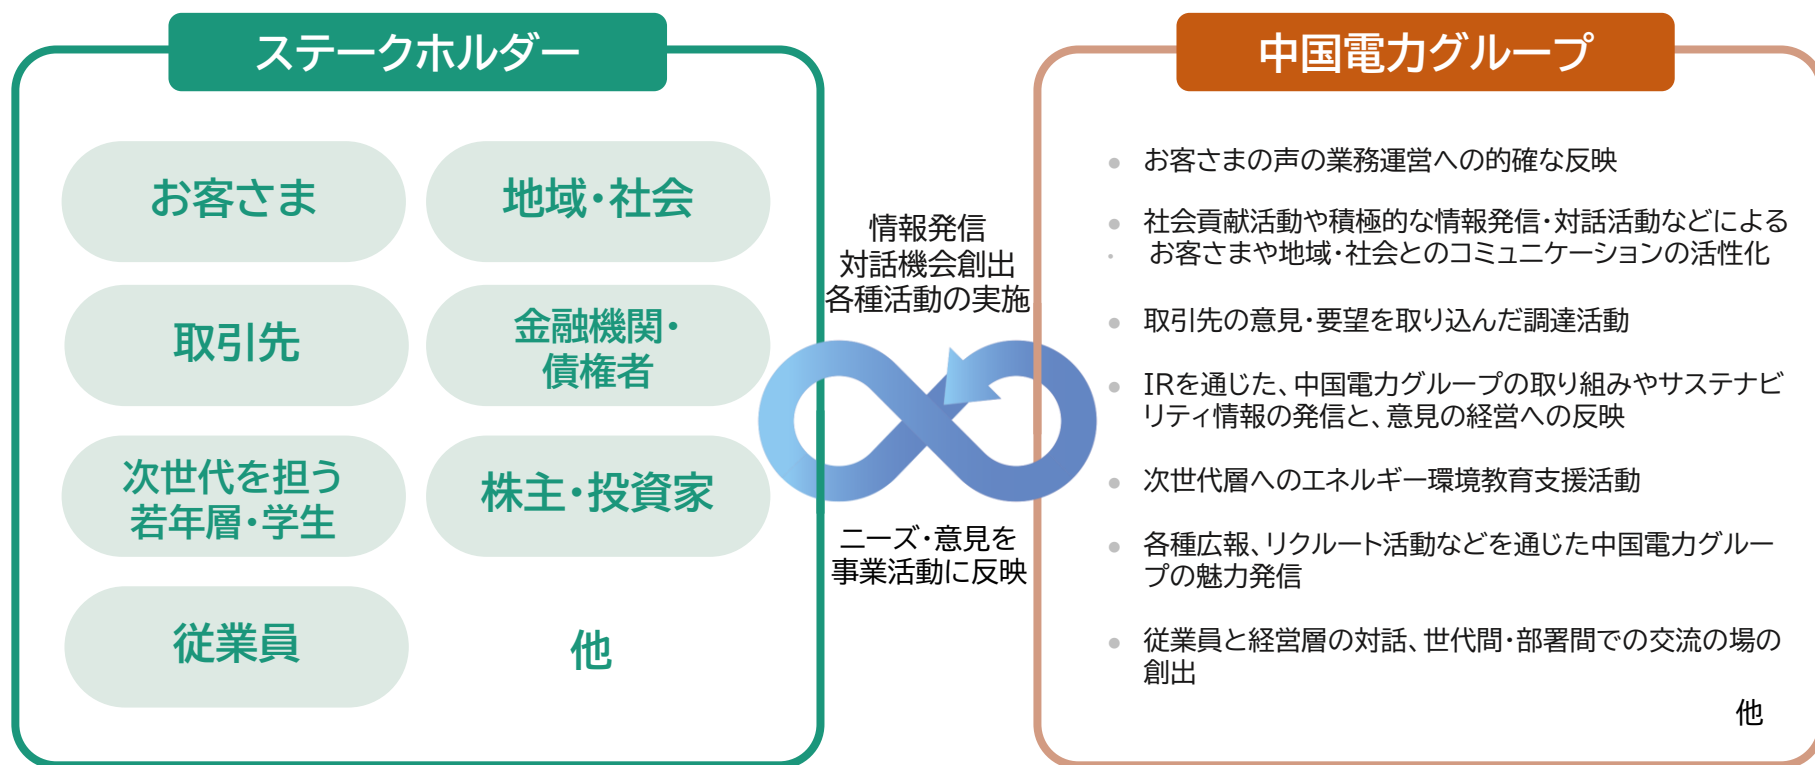 ステークホルダー
お客さま
地域・社会
取引先
金融機関・
債権者
次世代を担う
若年層・学生
株主・投資家
従業員
他
情報発信
対話機会創出
各種活動の実施
ニーズ・意見を
事業活動に反映
中国電力グループ
● お客さまの声の業務運営への的確な反映
● 社会貢献活動や積極的な情報発信・対話活動などによる
・ お客さまや地域・社会とのコミュニケーションの活性化
● 取引先の意見・要望を取り込んだ調達活動
● IRを通じた、中国電力グループの取り組みやサステナビ
リティ情報の発信と、意見の経営への反映
● 次世代層へのエネルギー環境教育支援活動
● 各種広報、リクルート活動などを通じた中国電力グルー
プの魅力発信
● 従業員と経営層の対話、世代間・部署間での交流の場の
創出
他